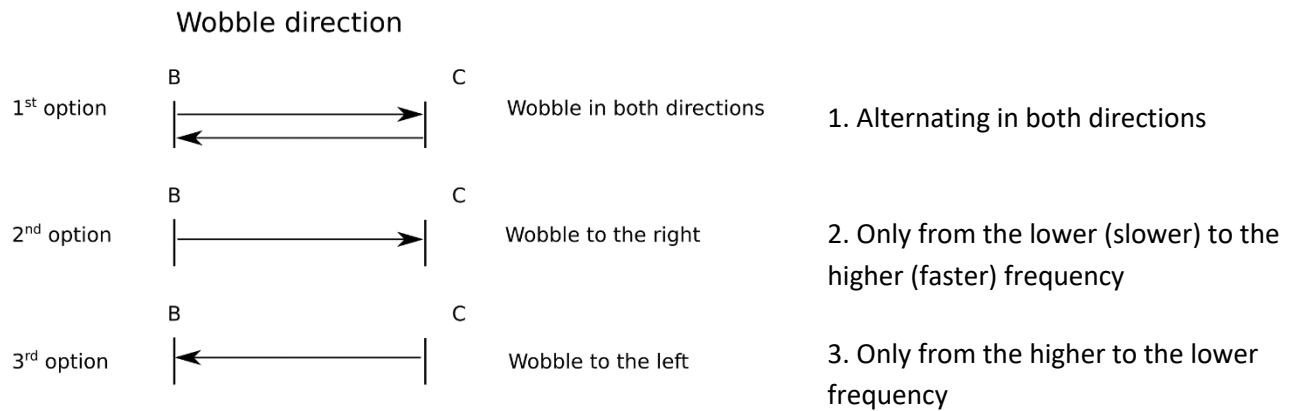 Wobble direction
B C
1st option Wobble in both directions 1. Alternating in both directions
B C
2nd option Wobble to the right 2. Only from the lower (slower) to the
higher (faster) frequency
B C
3rd option Wobble to the left 3. Only from the higher to the lower
frequency